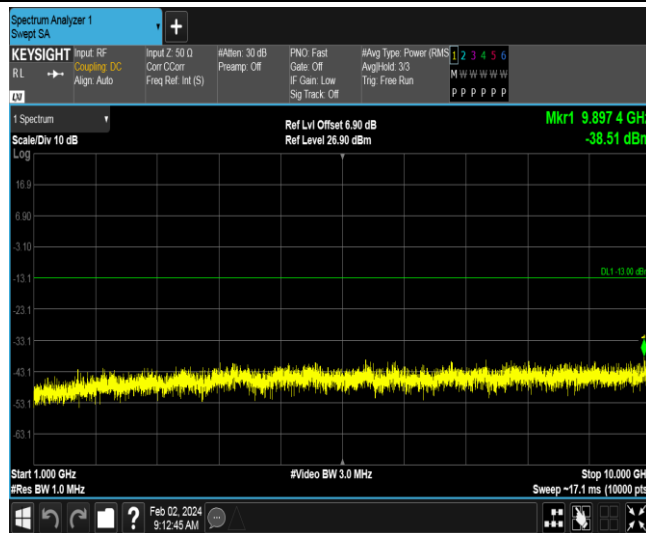 Spectrum Analyzer 1
Swept SA
+
KEYSIGHT
RL
LXI
Input: RF
Coupling: DC
Align: Auto
Input Z: 50 Ω
Corr CCorr
Freq Ref: Int (S)
#Atten: 30 dB
Preamp: Off
PNO: Fast
Gate: Off
IF Gain: Low
Sig Track: Off
#Avg Type: Power (RMS
Avg|Hold: 3/3
Trig: Free Run
1 2 3 4 5 6
M W W W W W
P P P P P P
1 Spectrum
Scale/Div 10 dB
Log
Ref Lvl Offset 6.90 dB
Ref Level 26.90 dBm
Mkr1 9.897 4 GHz
-38.51 dBm
16.9
6.90
-3.10
-13.1
-23.1
-33.1
-43.1
-53.1
-63.1
DL1 -13.00 dBm
1
Start 1.000 GHz
#Res BW 1.0 MHz
#Video BW 3.0 MHz
Stop 10.000 GHz
Sweep ~17.1 ms (10000 pts
?
Feb 02, 2024
9:12:45 AM